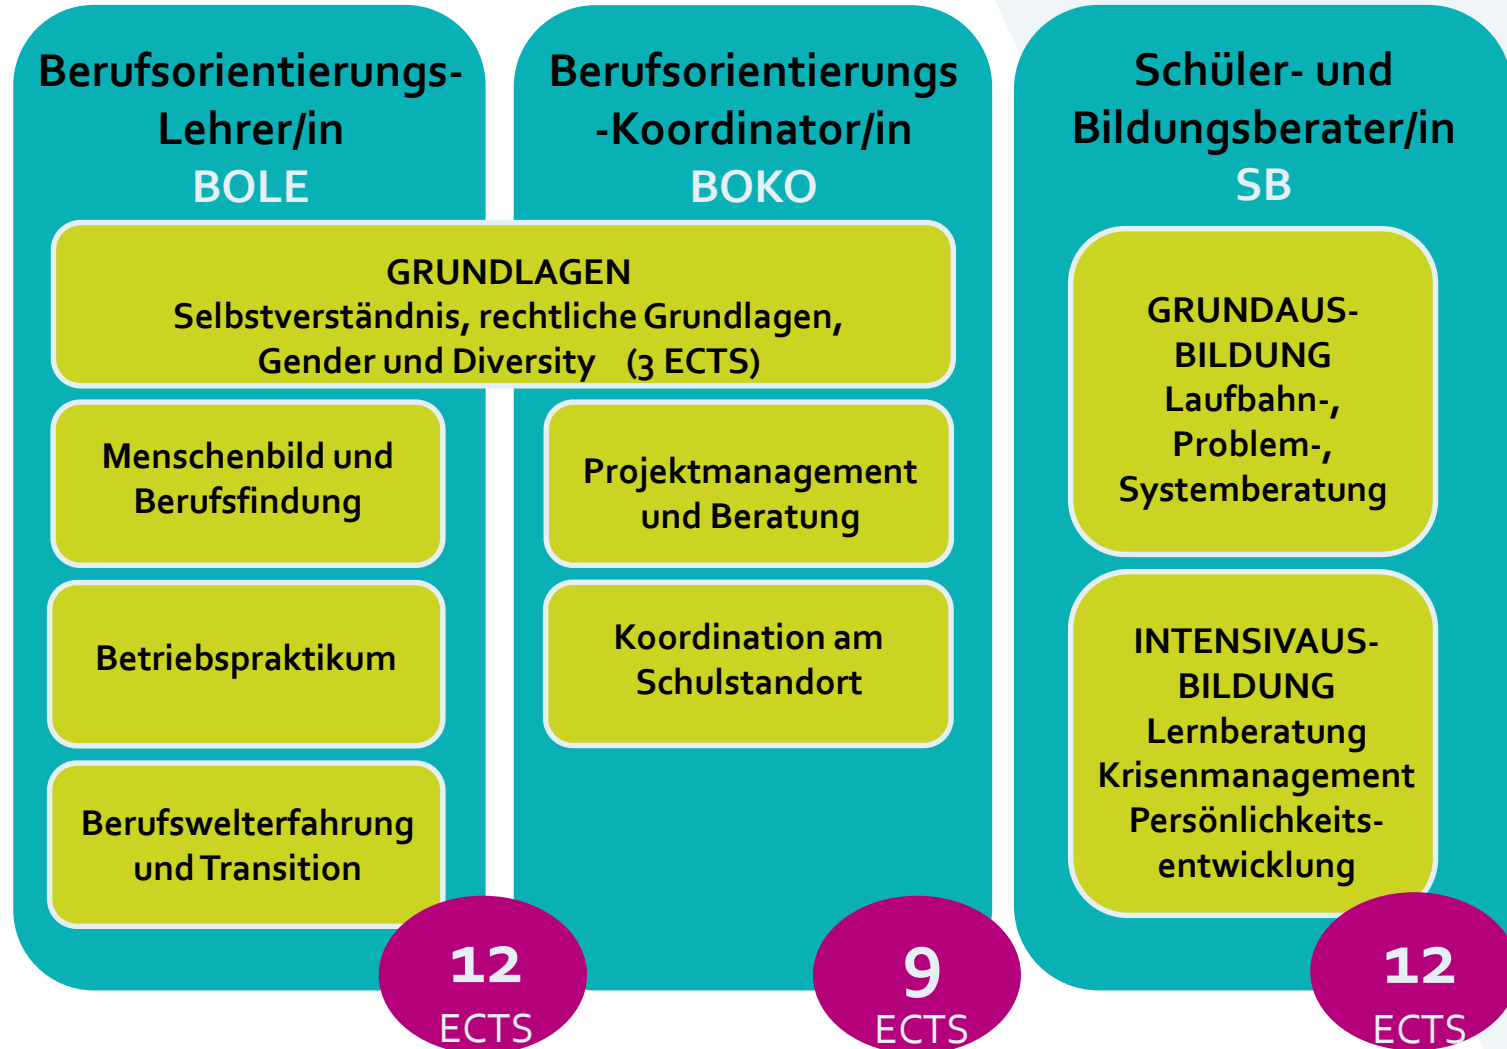 Berufsorientierungs-
Lehrer/in
BOLE
Berufsorientierungs
-Koordinator/in
BOKO
GRUNDLAGEN
Selbstverständnis, rechtliche Grundlagen,
Gender und Diversity (3 ECTS)
Menschenbild und
Berufsfindung
Betriebspraktikum
Berufswelterfahrung
und Transition
12
ECTS
Projektmanagement
und Beratung
Koordination am
Schulstandort
9
ECTS
Schüler- und
Bildungsberater/in
SB
GRUNDAUS-
BILDUNG
Laufbahn-,
Problem-,
Systemberatung
INTENSIVAUS-
BILDUNG
Lernberatung
Krisenmanagement
Persönlichkeits-
entwicklung
12
ECTS